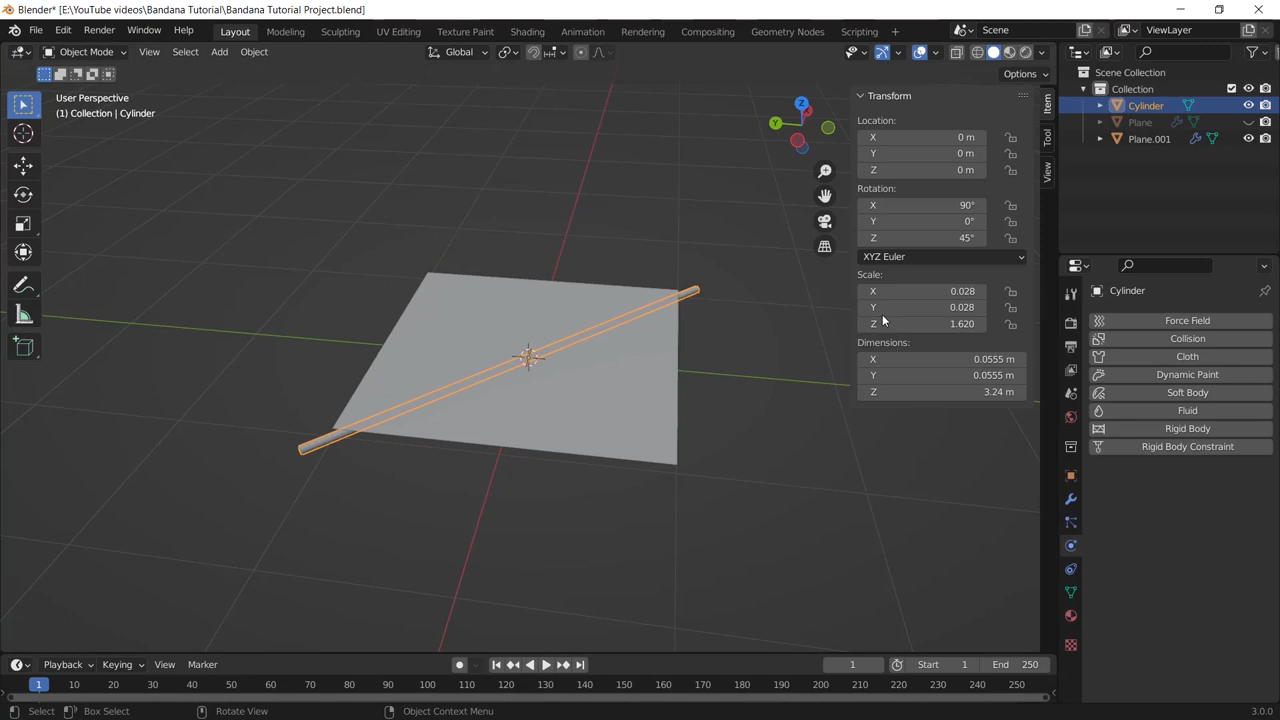 Blender* [E:\YouTube videos\Bandana Tutorial\Bandana Tutorial Project.blend]
File Edit Render Window Help Layout Modeling Sculpting UV Editing Texture Paint Shading Animation Rendering Compositing Geometry Nodes Scripting + Scene ViewLayer
Object Mode View Select Add Object Global
Options
User Perspective
(1) Collection | Cylinder
Z
Y
Transform
Location:
X 0 m
Y 0 m
Z 0 m
Rotation:
X 90°
Y 0°
Z 45°
XYZ Euler
Scale:
X 0.028
Y 0.028
Z 1.620
Dimensions:
X 0.0555 m
Y 0.0555 m
Z 3.24 m
Item
Tool
View
Scene Collection
Collection
Cylinder
Plane
Plane.001
Cylinder
Force Field
Collision
Cloth
Dynamic Paint
Soft Body
Fluid
Rigid Body
Rigid Body Constraint
Playback Keying View Marker 1 Start 1 End 250
1 10 20 30 40 50 60 70 80 90 100 110 120 130 140 150 160 170 180 190 200 210 220 230 240 250
Select Box Select Rotate View Object Context Menu 3.0.0